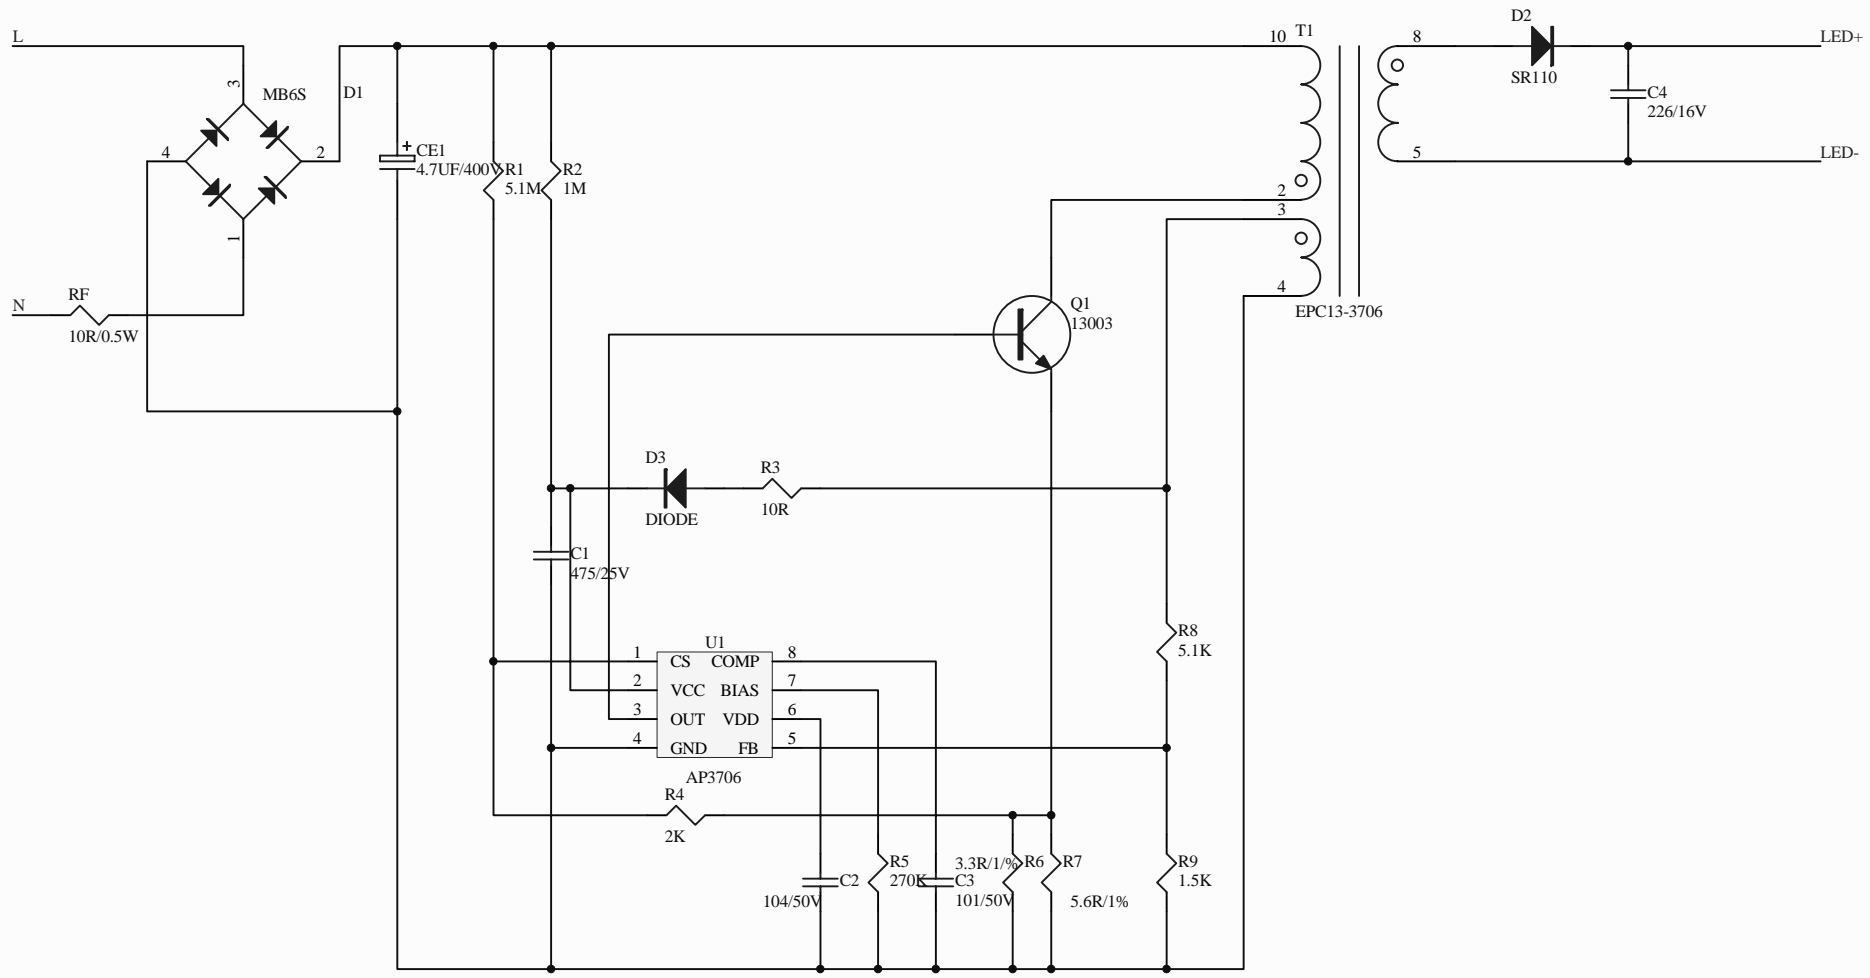 L
3
MB6S
D1
4
2
1
RF
10R/0.5W
N
+
CE1
4.7UF/400V
R1
5.1M
R2
1M
10
T1
2
3
4
EPC13-3706
8
5
D2
SR110
C4
226/16V
LED+
LED-
Q1
13003
D3
DIODE
R3
10R
C1
475/25V
U1
1
CS
COMP
8
2
VCC
BIAS
7
3
OUT
VDD
6
4
GND
FB
5
AP3706
R4
2K
R8
5.1K
C2
104/50V
R5
270K
C3
101/50V
3.3R/1/%
R6
R7
5.6R/1%
R9
1.5K